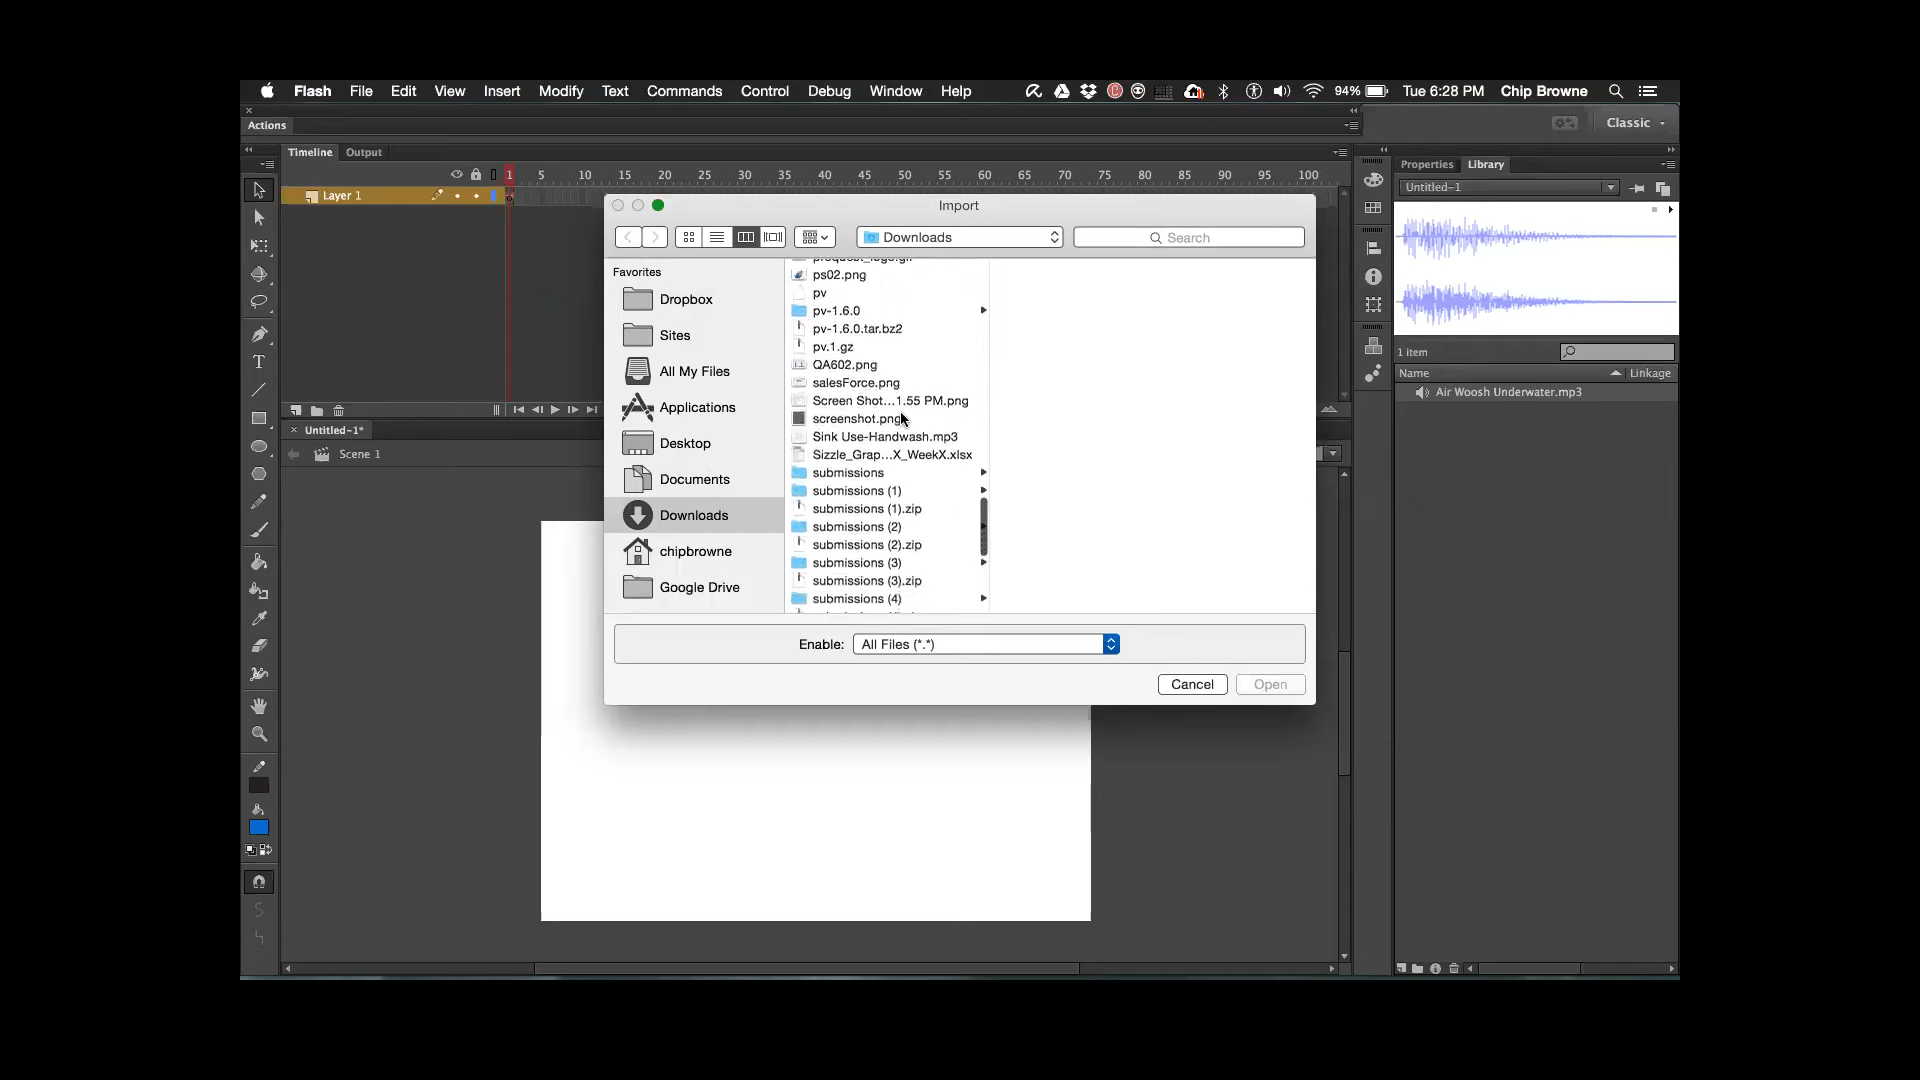 Flash File Edit View Insert Modify Text Commands Control Debug Window Help 94% Tue 6:28 PM Chip Browne
Actions
Classic
Timeline Output
Properties Library
1 5 10 15 20 25 30 35 40 45 50 55 60 65 70 75 80 85 90 95 100
Layer 1
Untitled-1
Import
Downloads
Search
Favorites
Dropbox
Sites
All My Files
Applications
Desktop
Documents
Downloads
chipbrowne
Google Drive
ps02.png
pv
pv-1.6.0
pv-1.6.0.tar.bz2
pv.1.gz
QA602.png
salesForce.png
Screen Shot...1.55 PM.png
screenshot.png
Sink Use-Handwash.mp3
Sizzle_Grap...X_WeekX.xlsx
submissions
submissions (1)
submissions (1).zip
submissions (2)
submissions (2).zip
submissions (3)
submissions (3).zip
submissions (4)
Enable: All Files (*.*)
Cancel Open
Untitled-1*
Scene 1
1 item
Name Linkage
Air Woosh Underwater.mp3